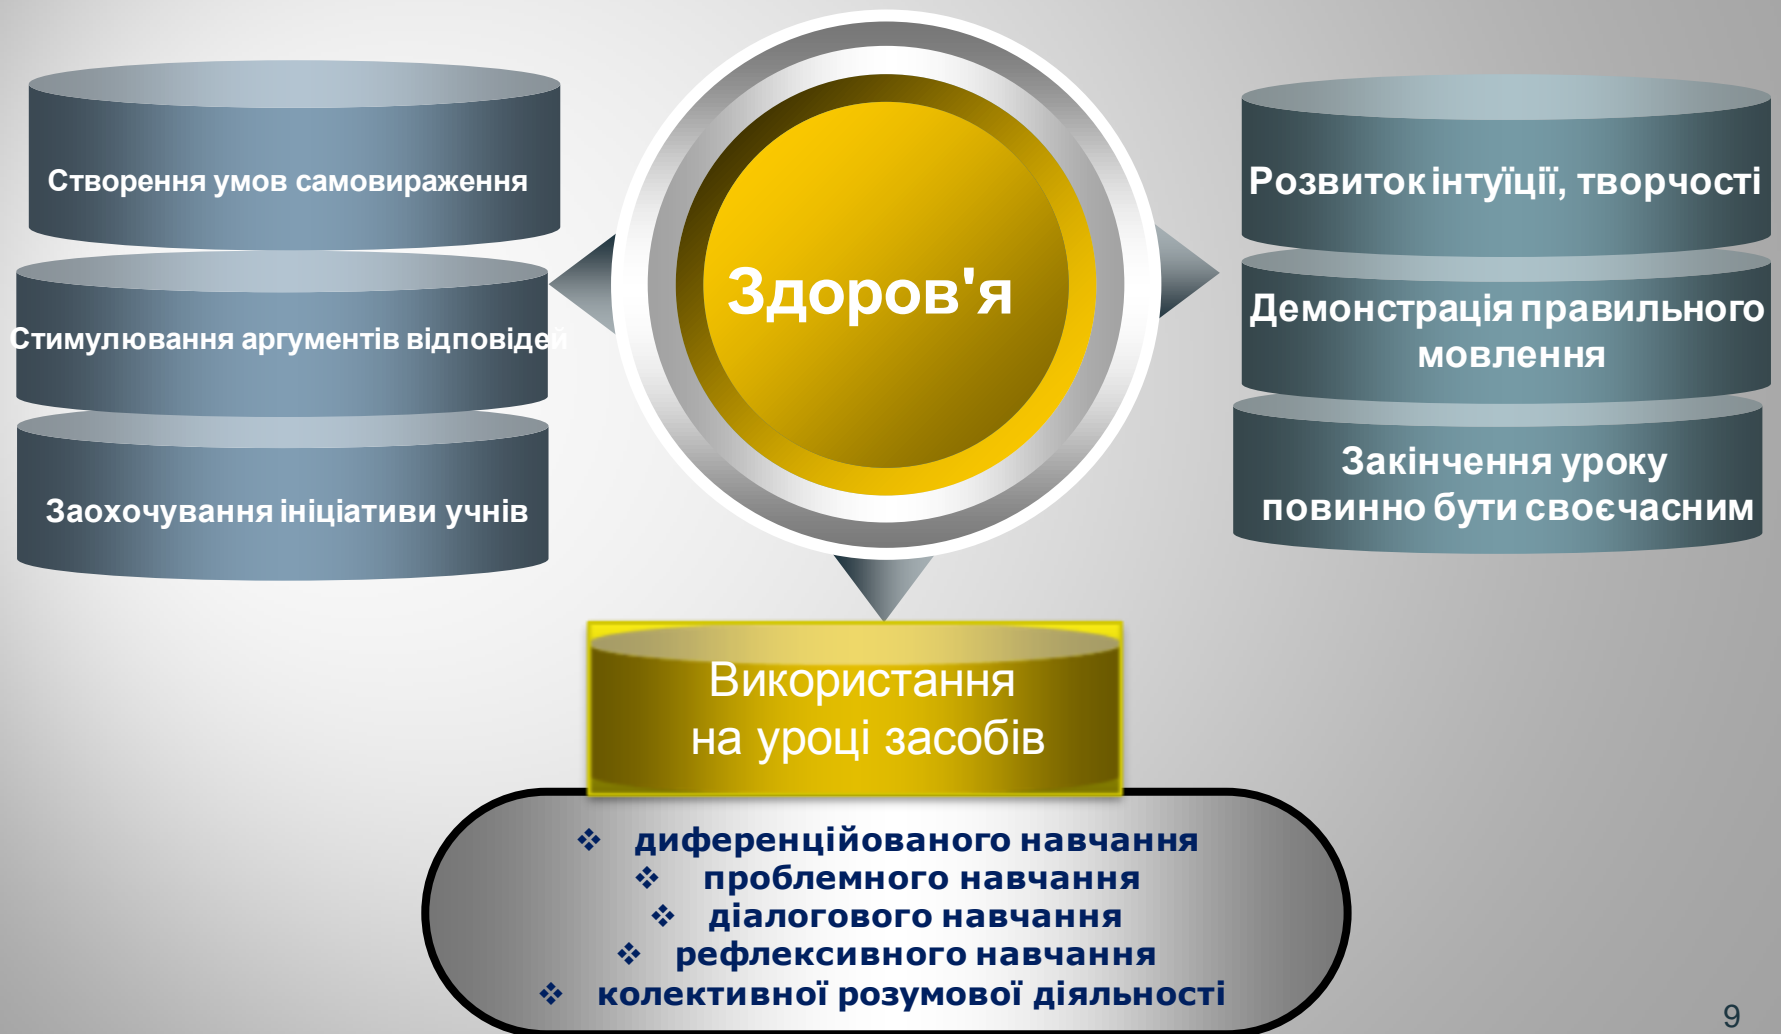 Створення умов самовираження
Стимулювання аргументів відповідей
Заохочування ініціативи учнів
Здоров'я
Розвиток інтуїції, творчості
Демонстрація правильного
мовлення
Закінчення уроку
повинно бути своєчасним
Використання
на уроці засобів
❖ диференційованого навчання
❖ проблемного навчання
❖ діалогового навчання
❖ рефлексивного навчання
❖ колективної розумової діяльності
9